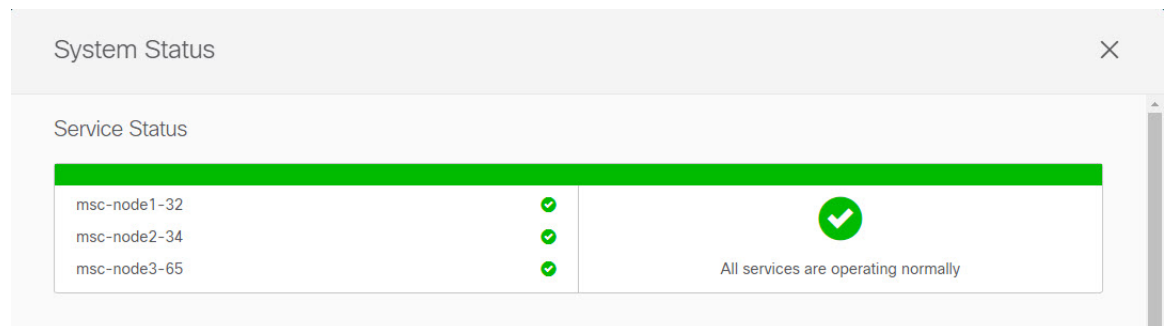 System Status
Service Status
msc-node1-32
msc-node2-34
msc-node3-65
All services are operating normally